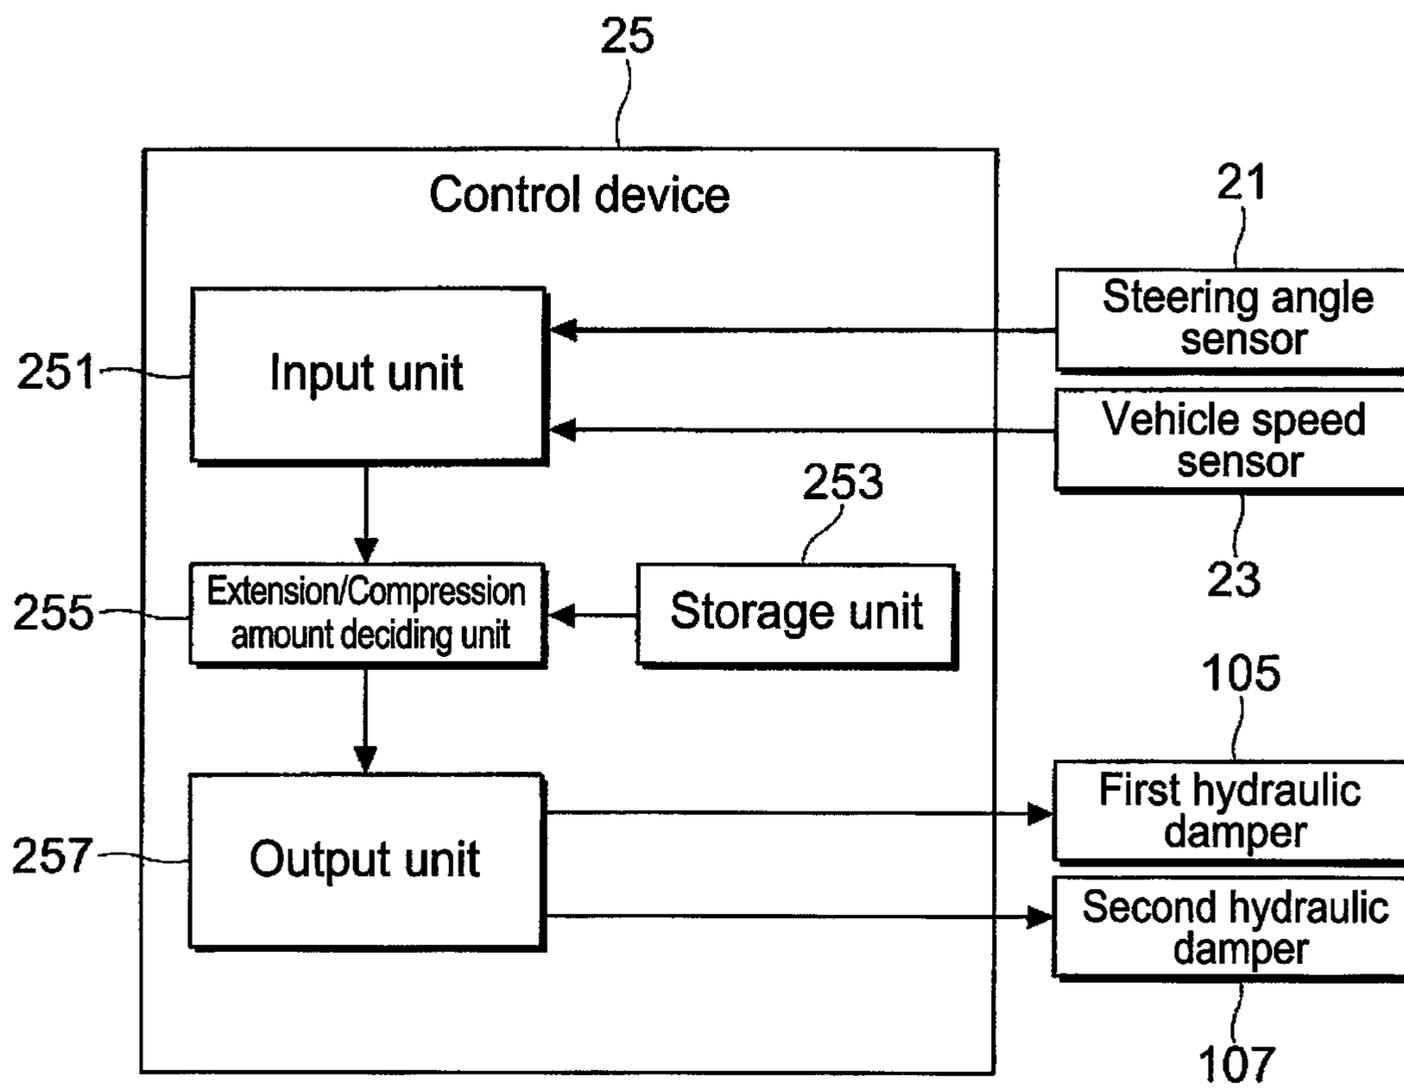 25
Control device
21
Steering angle
sensor
251
Input unit
Vehicle speed
sensor
253
23
255
Extension/Compression
amount deciding unit
Storage unit
105
First hydraulic
damper
257
Output unit
Second hydraulic
damper
107